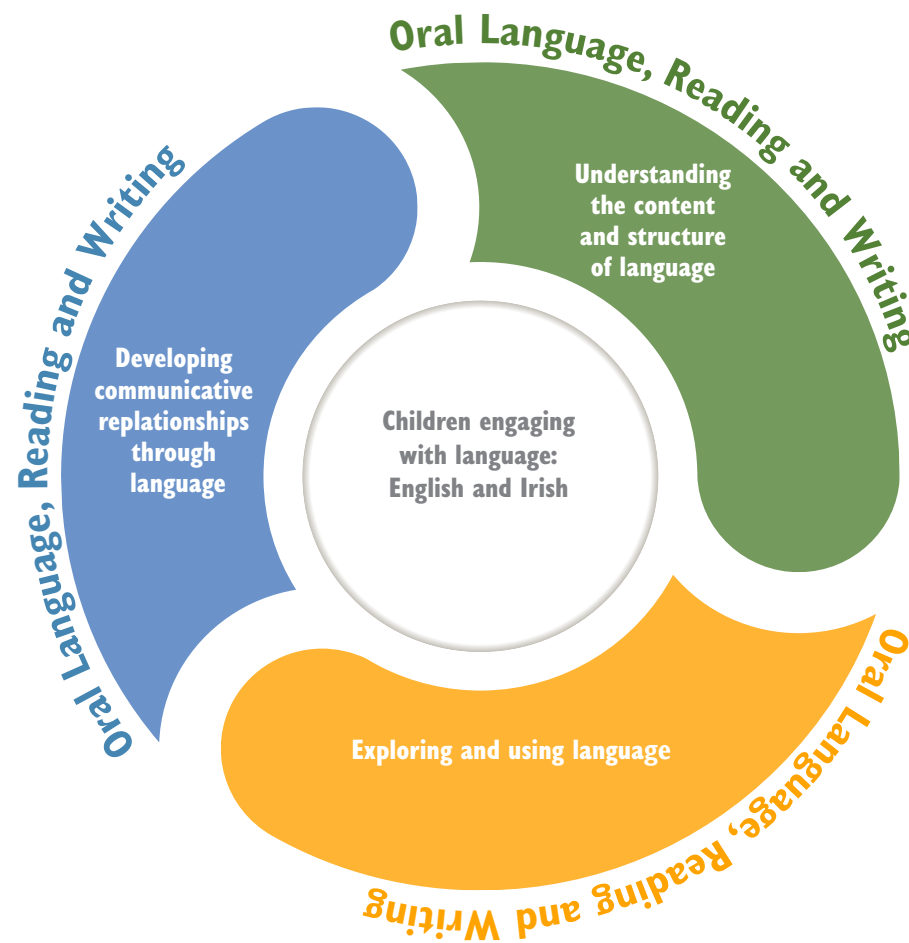 Oral Language, Reading and Writing
Understanding
the content
and structure
of language
Oral Language, Reading and Writing
Developing
communicative
replationships
through
language
Children engaging
with language:
English and Irish
Exploring and using language
Oral Language, Reading and Writing